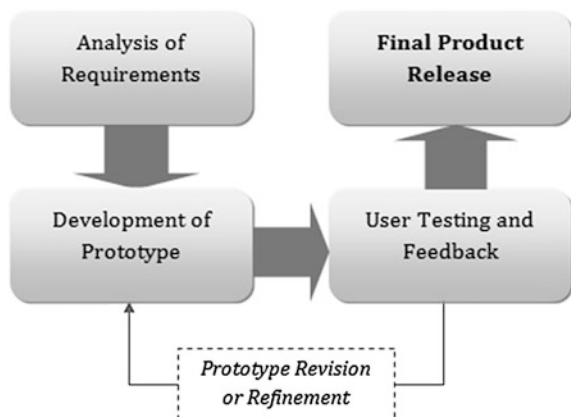 Analysis of
Requirements
Final Product
Release
Development of
Prototype
User Testing and
Feedback
Prototype Revision
or Refinement